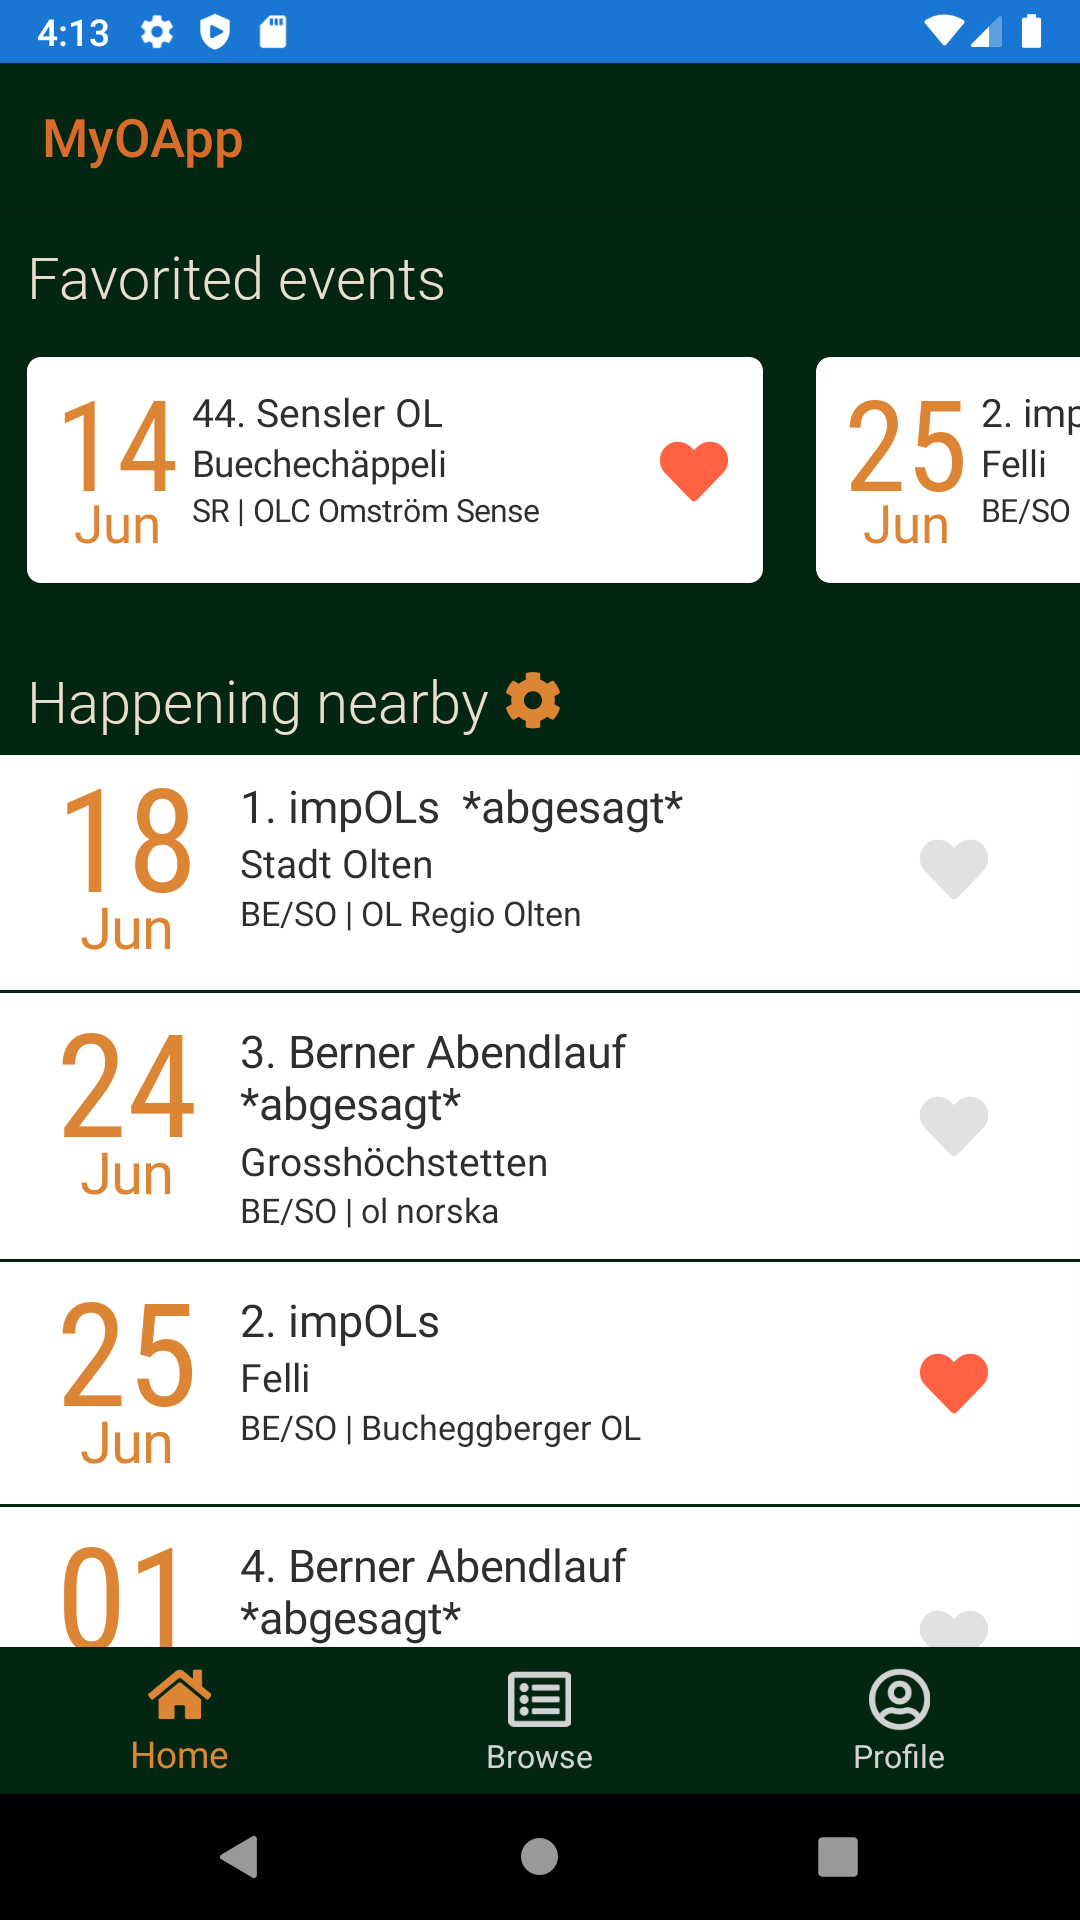 4:13
MyOApp
Favorited events
14
Jun
44. Sensler OL
Buechechäppeli
SR | OLC Omström Sense
25
Jun
2. imp
Felli
BE/SO
Happening nearby
18
Jun
1. impOLs  *abgesagt*
Stadt Olten
BE/SO | OL Regio Olten
24
Jun
3. Berner Abendlauf
*abgesagt*
Grosshöchstetten
BE/SO | ol norska
25
Jun
2. impOLs
Felli
BE/SO | Bucheggberger OL
01
4. Berner Abendlauf
*abgesagt*
Home
Browse
Profile